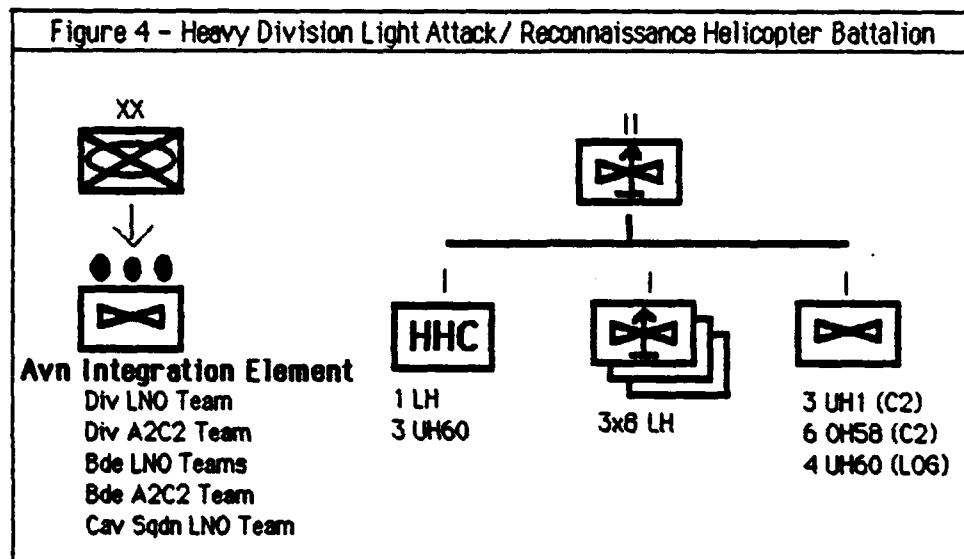 Figure 4 - Heavy Division Light Attack/ Reconnaissance Helicopter Battalion
XX
II
I
I
I
HHC
Avn Integration Element
Div LNO Team
Div A2C2 Team
Bde LNO Teams
Bde A2C2 Team
Cav Sqdn LNO Team
1 LH
3 UH60
3x8 LH
3 UH1 (C2)
6 OH58 (C2)
4 UH60 (LOG)